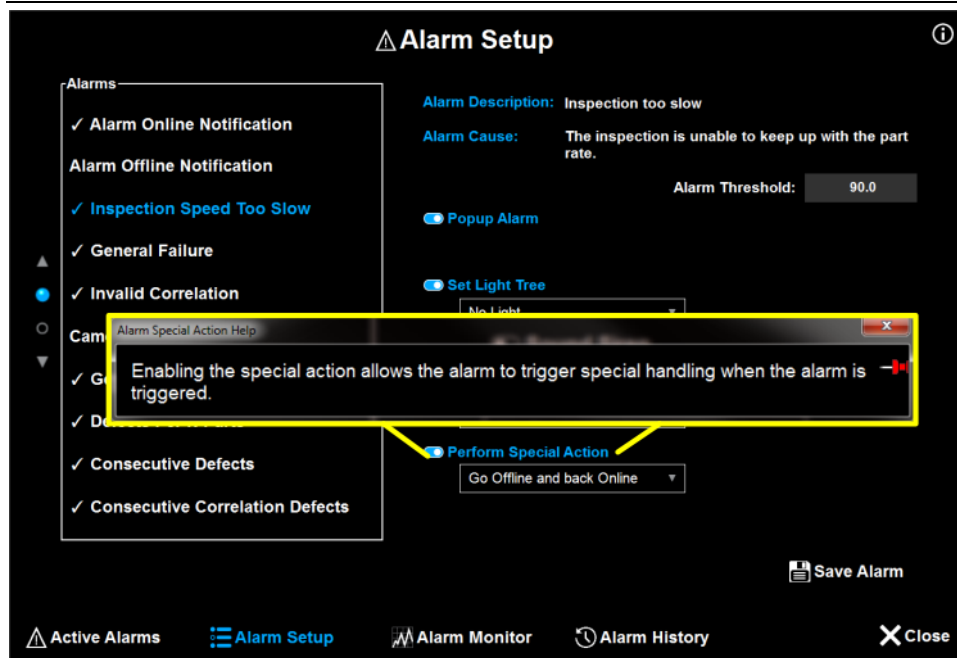 Alarm Setup
Alarms
✓ Alarm Online Notification
Alarm Offline Notification
✓ Inspection Speed Too Slow
✓ General Failure
✓ Invalid Correlation
Cam
✓ G
✓ Consecutive Defects
✓ Consecutive Correlation Defects
Alarm Description: Inspection too slow
Alarm Cause: The inspection is unable to keep up with the part
rate.
Alarm Threshold: 90.0
Popup Alarm
Set Light Tree
No Light
Alarm Special Action Help
Enabling the special action allows the alarm to trigger special handling when the alarm is
triggered.
Perform Special Action
Go Offline and back Online
Save Alarm
Active Alarms
Alarm Setup
Alarm Monitor
Alarm History
Close